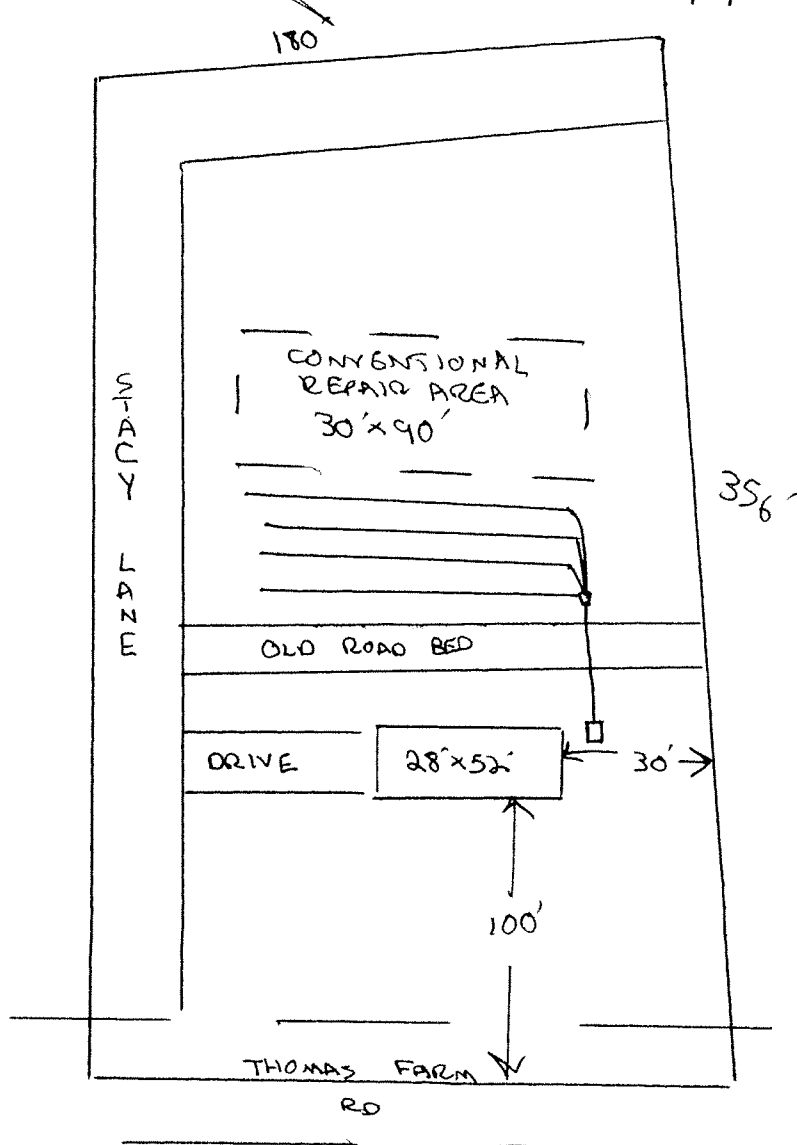 180'
CONVENTIONAL
REPAIR AREA
30'x90'
STACY LANE
356'
OLD ROAD BED
DRIVE
28'x52'
30'
100'
THOMAS FARM
RD